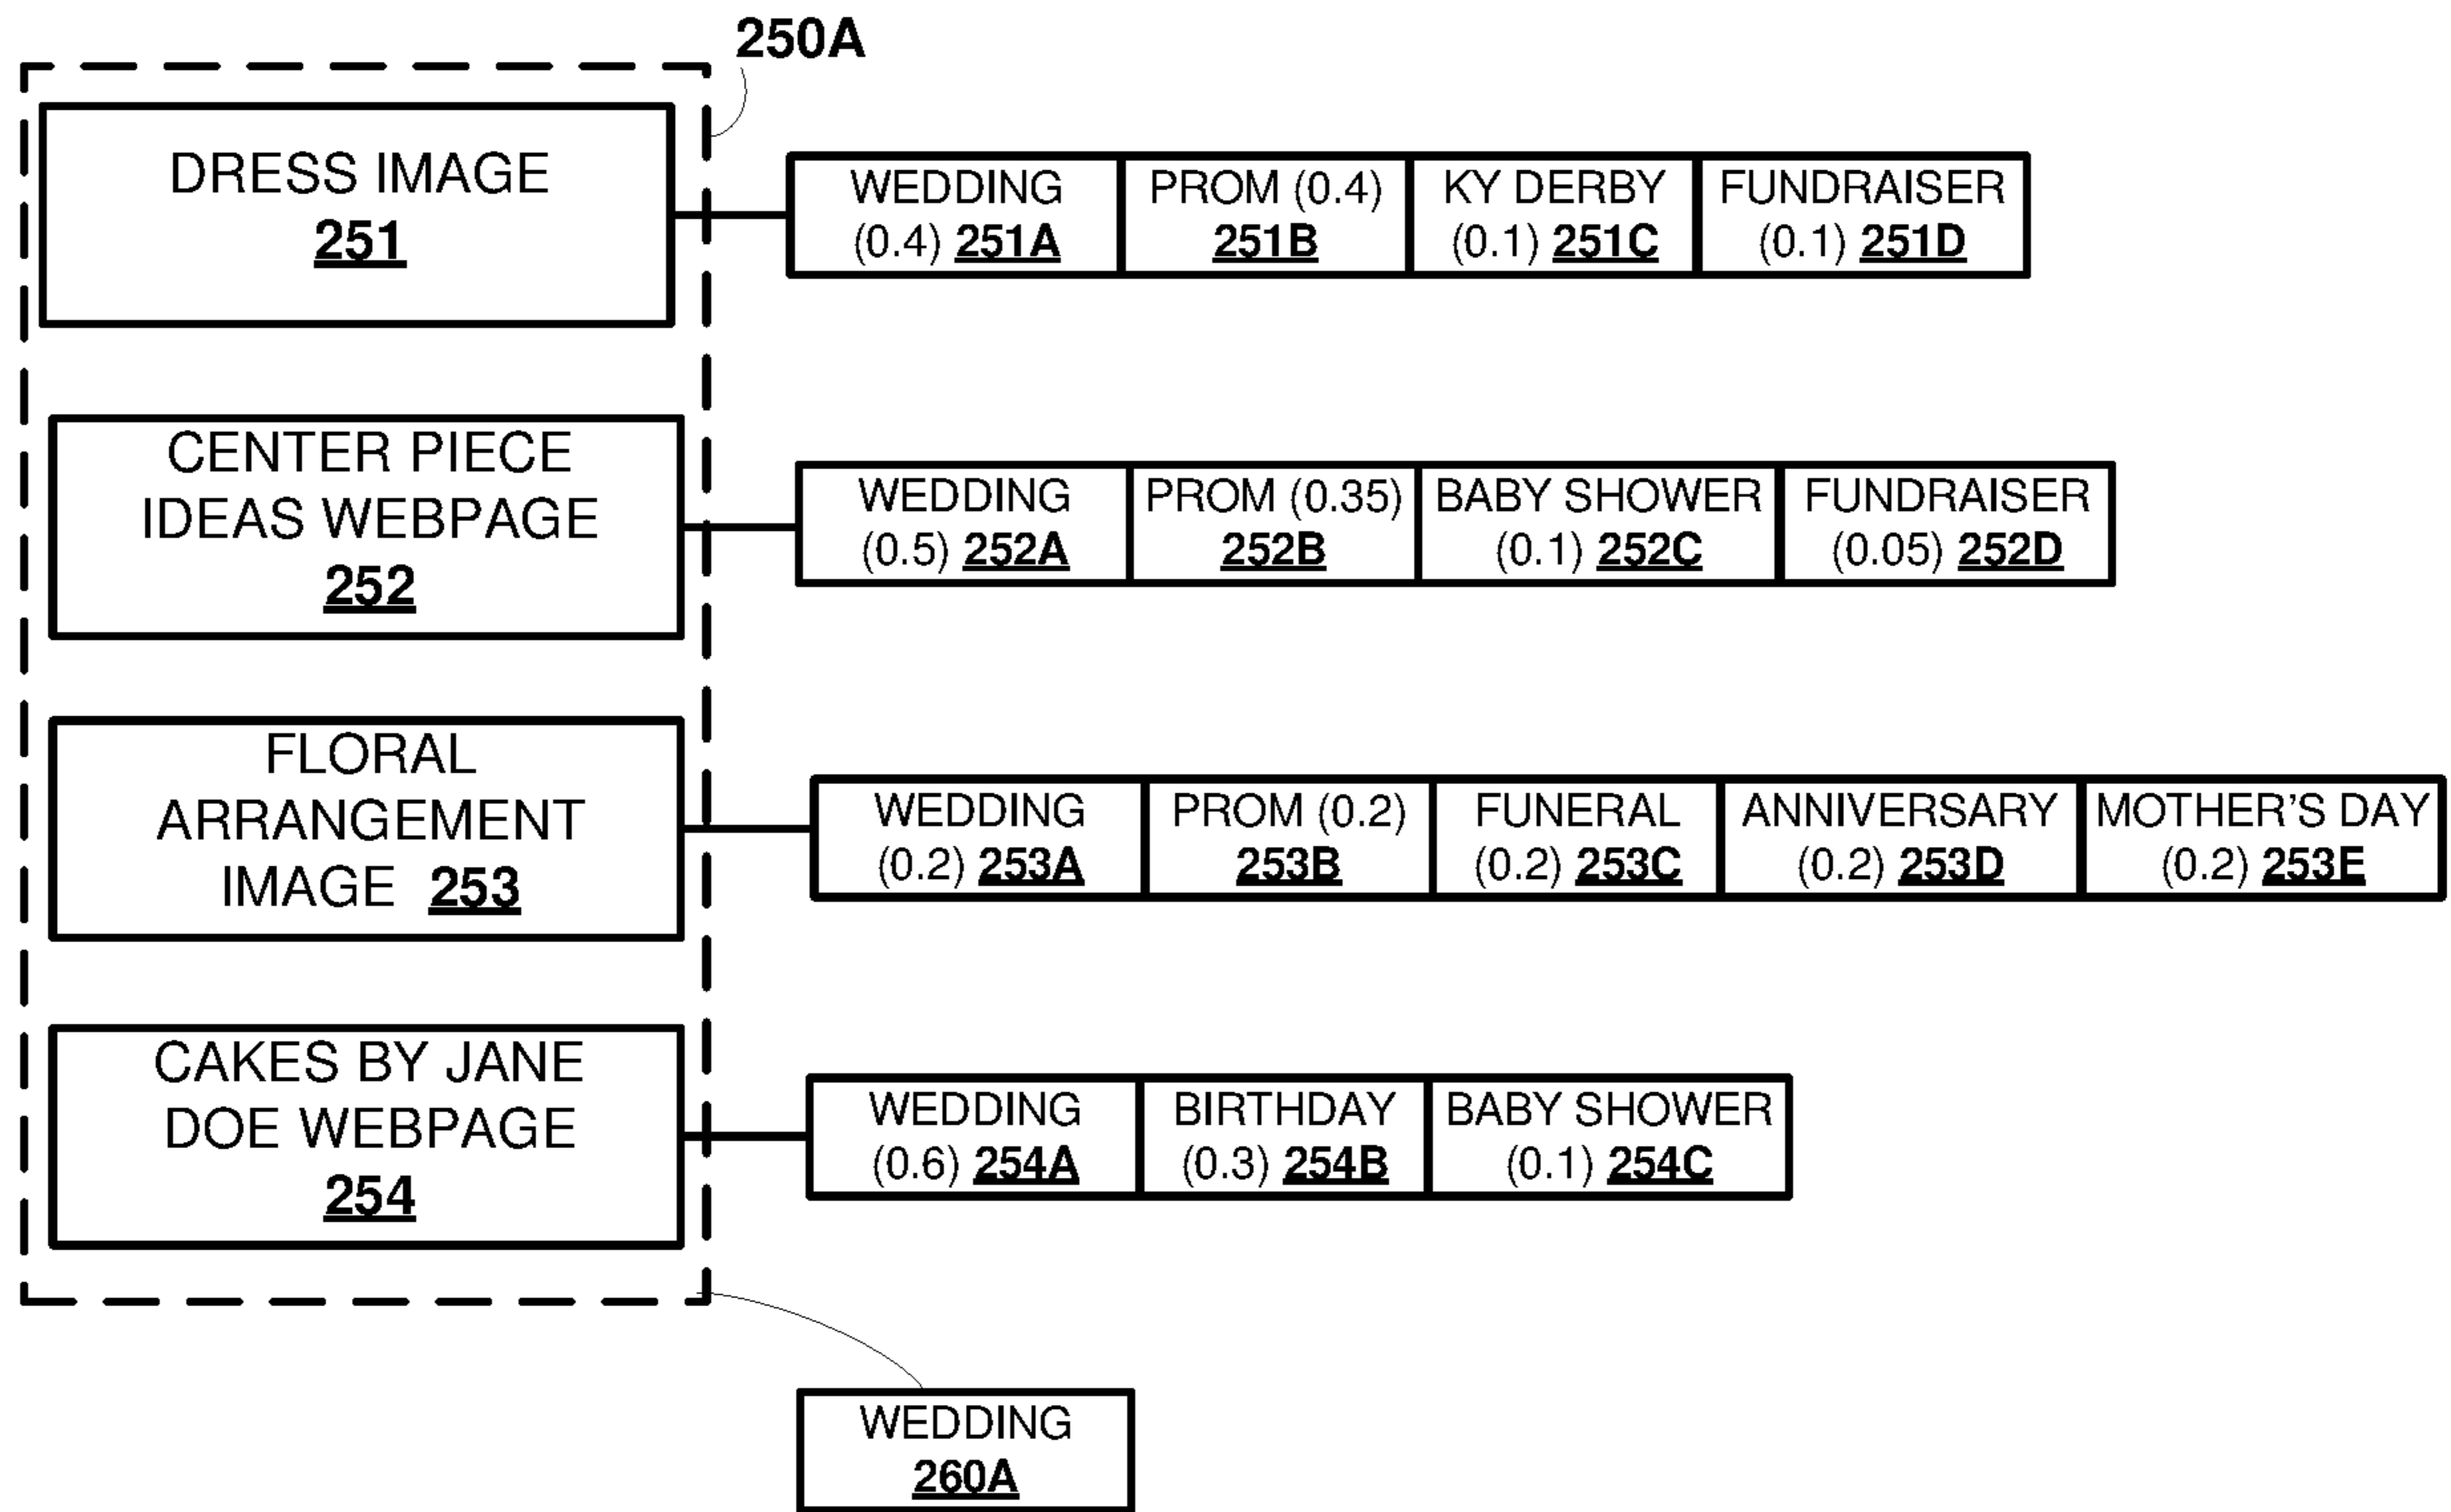 250A
DRESS IMAGE
251
WEDDING
(0.4) 251A
PROM (0.4)
251B
KY DERBY
(0.1) 251C
FUNDRAISER
(0.1) 251D
CENTER PIECE
IDEAS WEBPAGE
252
WEDDING
(0.5) 252A
PROM (0.35)
252B
BABY SHOWER
(0.1) 252C
FUNDRAISER
(0.05) 252D
FLORAL
ARRANGEMENT
IMAGE 253
WEDDING
(0.2) 253A
PROM (0.2)
253B
FUNERAL
(0.2) 253C
ANNIVERSARY
(0.2) 253D
MOTHER'S DAY
(0.2) 253E
CAKES BY JANE
DOE WEBPAGE
254
WEDDING
(0.6) 254A
BIRTHDAY
(0.3) 254B
BABY SHOWER
(0.1) 254C
WEDDING
260A